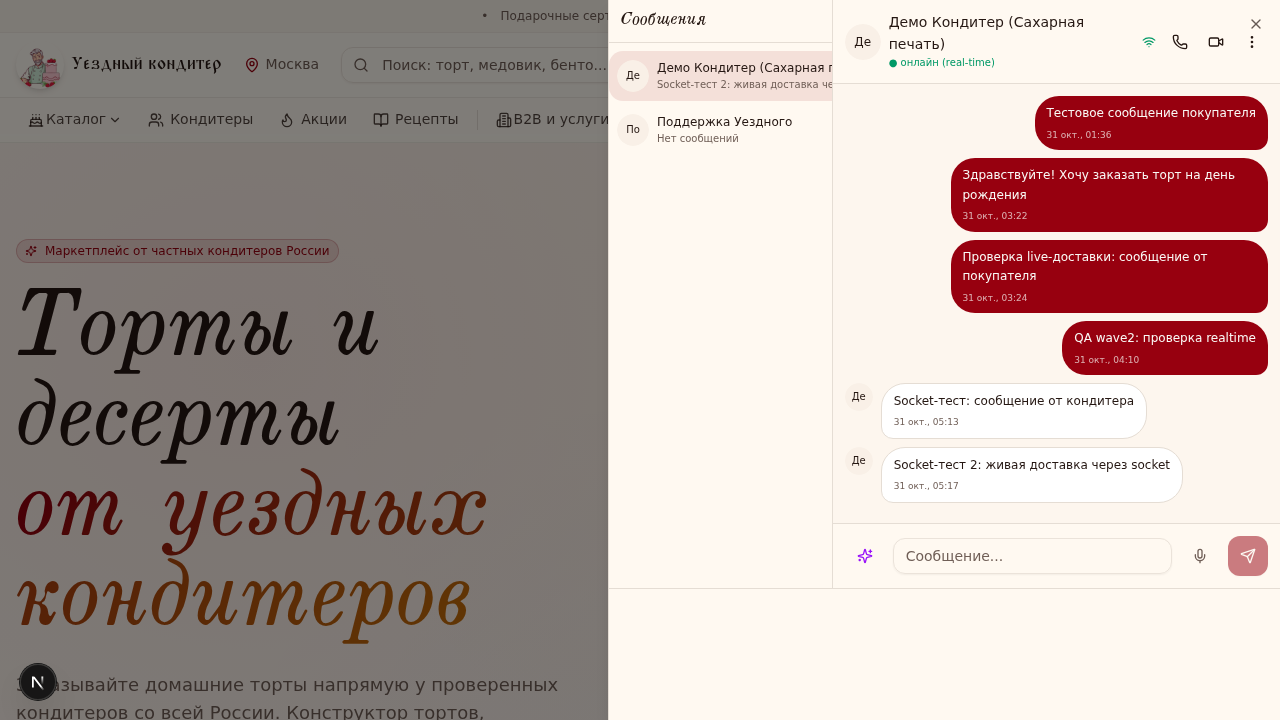 • Подарочные серт
Уездный кондитер
Москва
Поиск: торт, медовик, бенто...
Каталог
Кондитеры
Акции
Рецепты
B2B и услуги
Маркетплейс от частных кондитеров России
Торты и
десерты
от уездных
кондитеров
зывайте домашние торты напрямую у проверенных
кондитеров со всей России. Конструктор тортов,
N
Сообщения
Де
Демо Кондитер (Сахарная п
Socket-тест 2: живая доставка че
По
Поддержка Уездного
Нет сообщений
Де
Демо Кондитер (Сахарная
печать)
● онлайн (real-time)
Тестовое сообщение покупателя
31 окт., 01:36
Здравствуйте! Хочу заказать торт на день
рождения
31 окт., 03:22
Проверка live-доставки: сообщение от
покупателя
31 окт., 03:24
QA wave2: проверка realtime
31 окт., 04:10
Де
Socket-тест: сообщение от кондитера
31 окт., 05:13
Де
Socket-тест 2: живая доставка через socket
31 окт., 05:17
Сообщение...